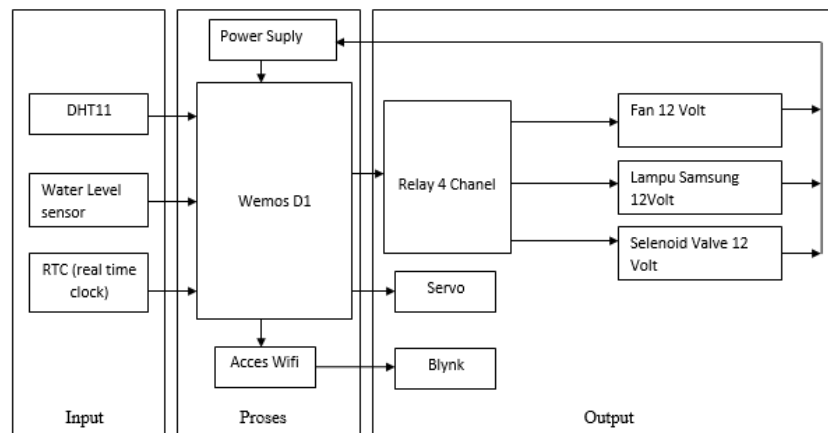 Power Suply
DHT11
Fan 12 Volt
Water Level
sensor
Wemos D1
Relay 4 Chanel
Lampu Samsung
12Volt
Selenoid Valve 12
Volt
RTC (real time
clock)
Servo
Acces Wifi
Blynk
Input
Proses
Output